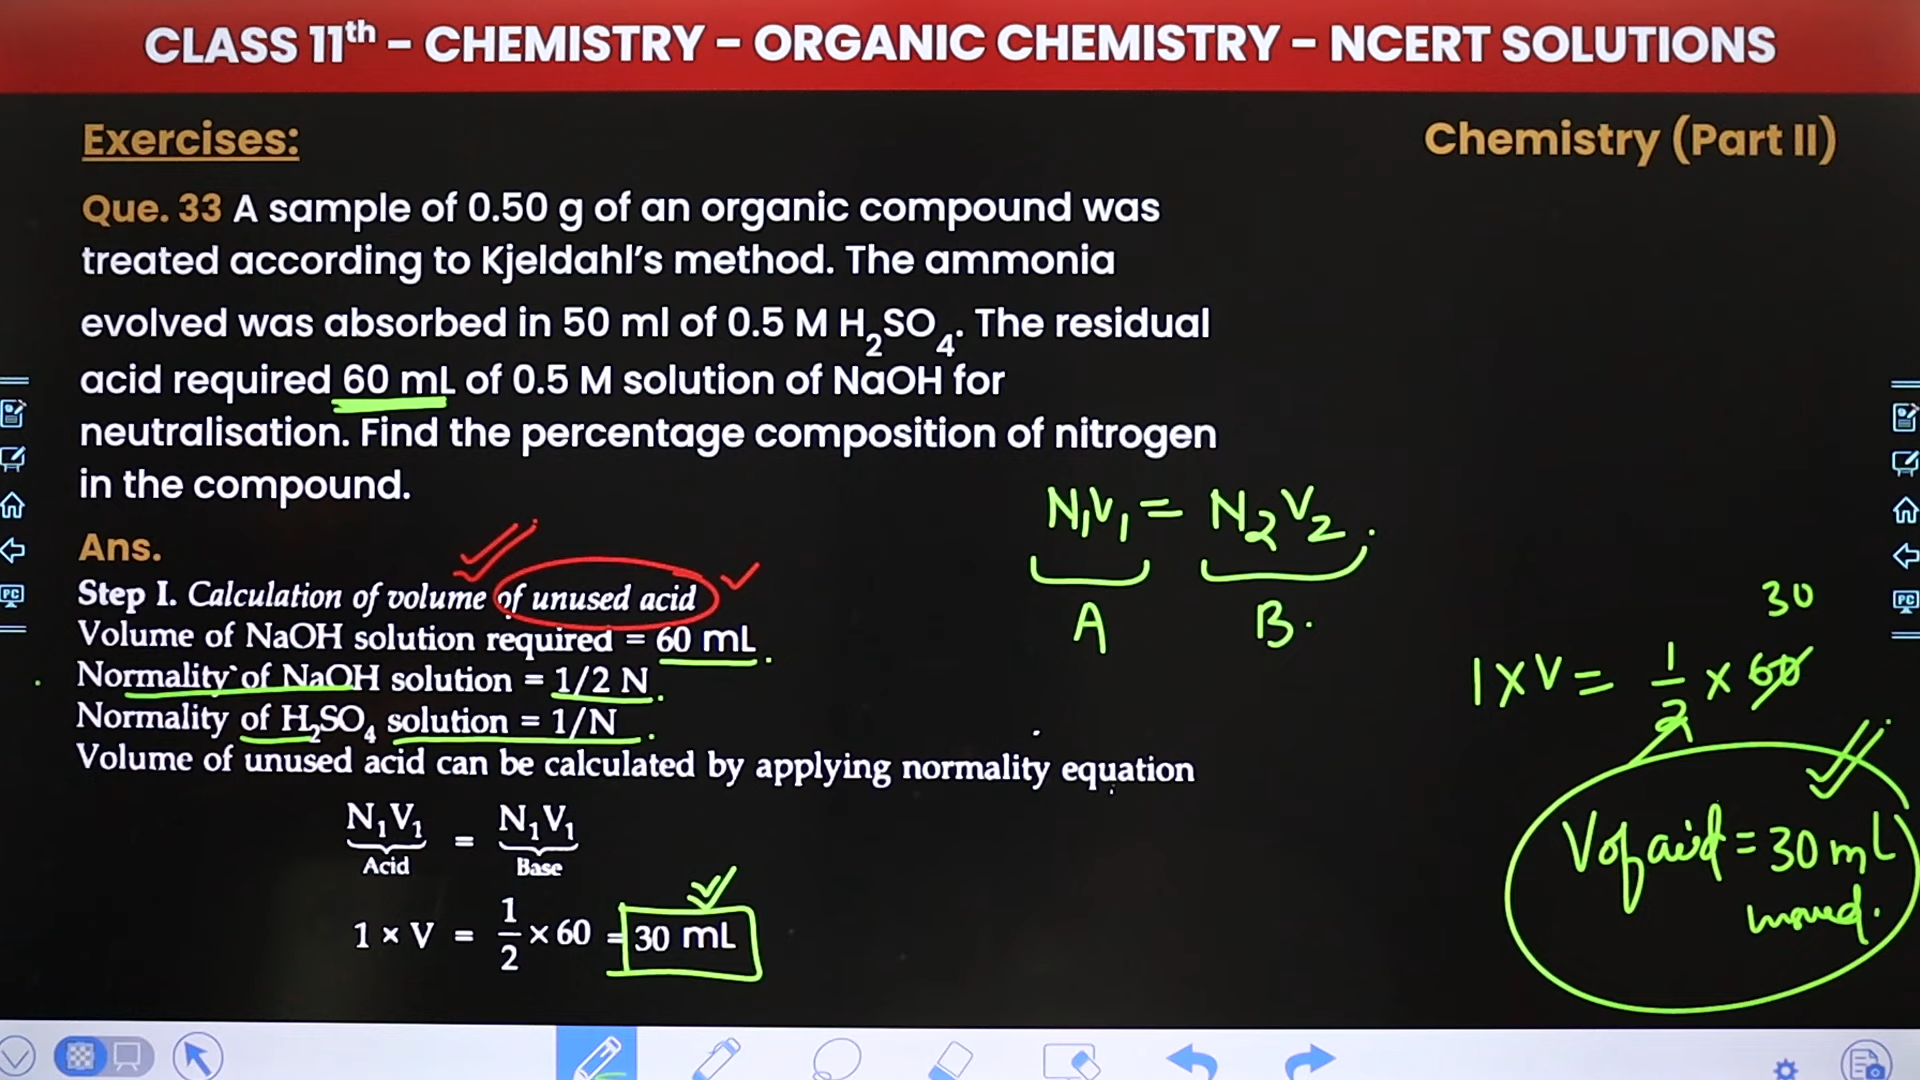 CLASS 11th – CHEMISTRY – ORGANIC CHEMISTRY – NCERT SOLUTIONS
Exercises:
Chemistry (Part II)
Que. 33 A sample of 0.50 g of an organic compound was
treated according to Kjeldahl's method. The ammonia
evolved was absorbed in 50 ml of 0.5 M H₂SO₄. The residual
acid required 60 mL of 0.5 M solution of NaOH for
neutralisation. Find the percentage composition of nitrogen
in the compound.
N₁V₁ = N₂V₂.
A B.
Ans.
Step I. Calculation of volume of unused acid
Volume of NaOH solution required = 60 mL
Normality of NaOH solution = 1/2 N
Normality of H₂SO₄ solution = 1/N
Volume of unused acid can be calculated by applying normality equation
N₁V₁ = N₁V₁
Acid Base
1 × V = 1/2 × 60 = 30 mL
30
1 × V = 1/2 × 60
V of acid = 30 mL
PC
PC